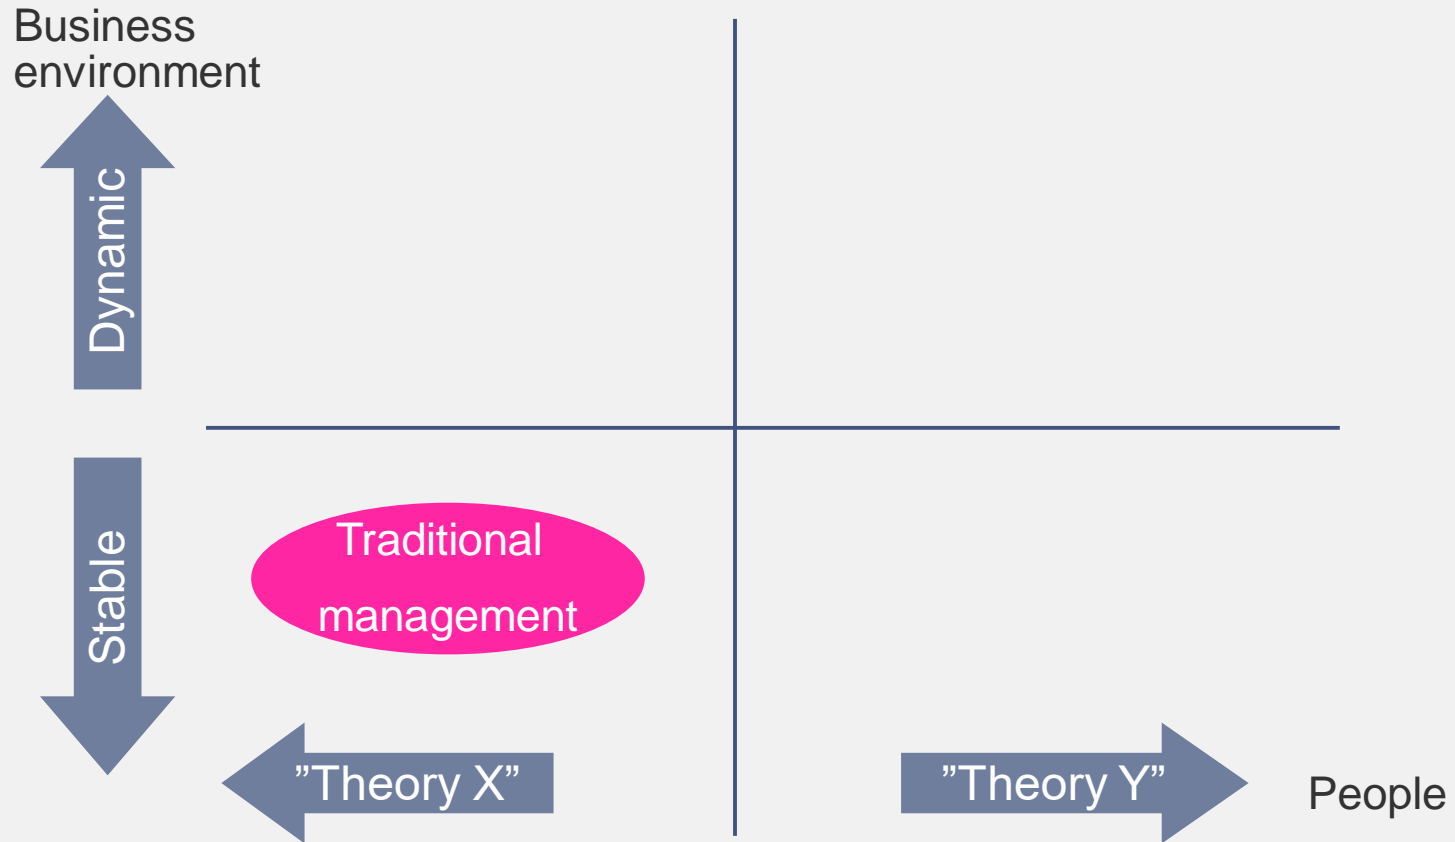 Business
environment
Dynamic
Stable
Traditional
management
”Theory X”
”Theory Y”
People